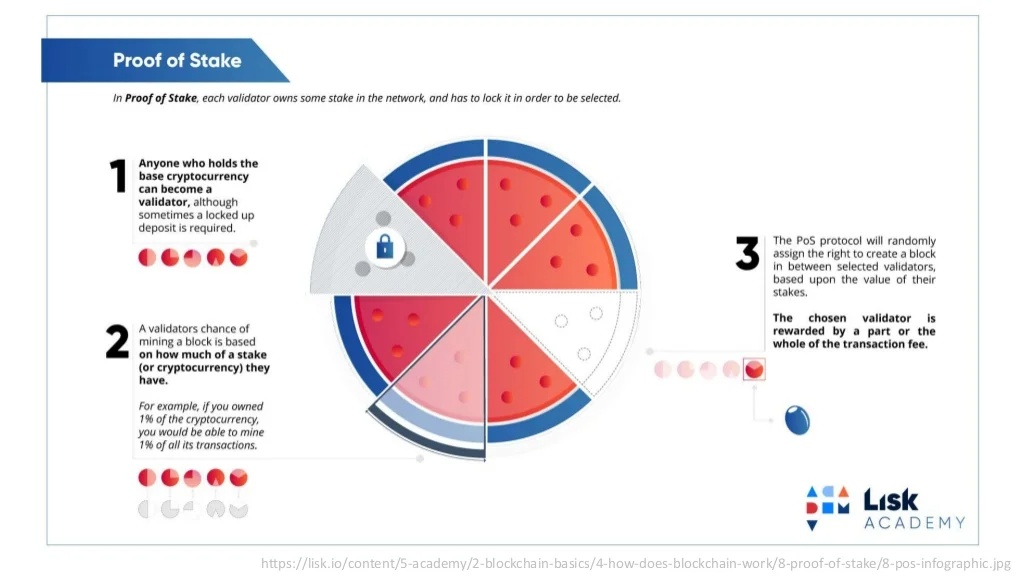 Proof of Stake
In Proof of Stake, each validator owns some stake in the network, and has to lock it in order to be selected.
1
Anyone who holds the
base cryptocurrency
can become a
validator, although
sometimes a locked up
deposit is required.
2
A validators chance of
mining a block is based
on how much of a stake
(or cryptocurrency) they
have.
For example, if you owned
1% of the cryptocurrency,
you would be able to mine
1% of all its transactions.
3
The PoS protocol will randomly
assign the right to create a block
in between selected validators,
based upon the value of their
stakes.
The chosen validator is
rewarded by a part or the
whole of the transaction fee.
Lisk
ACADEMY
https://lisk.io/content/5-academy/2-blockchain-basics/4-how-does-blockchain-work/8-proof-of-stake/8-pos-infographic.jpg